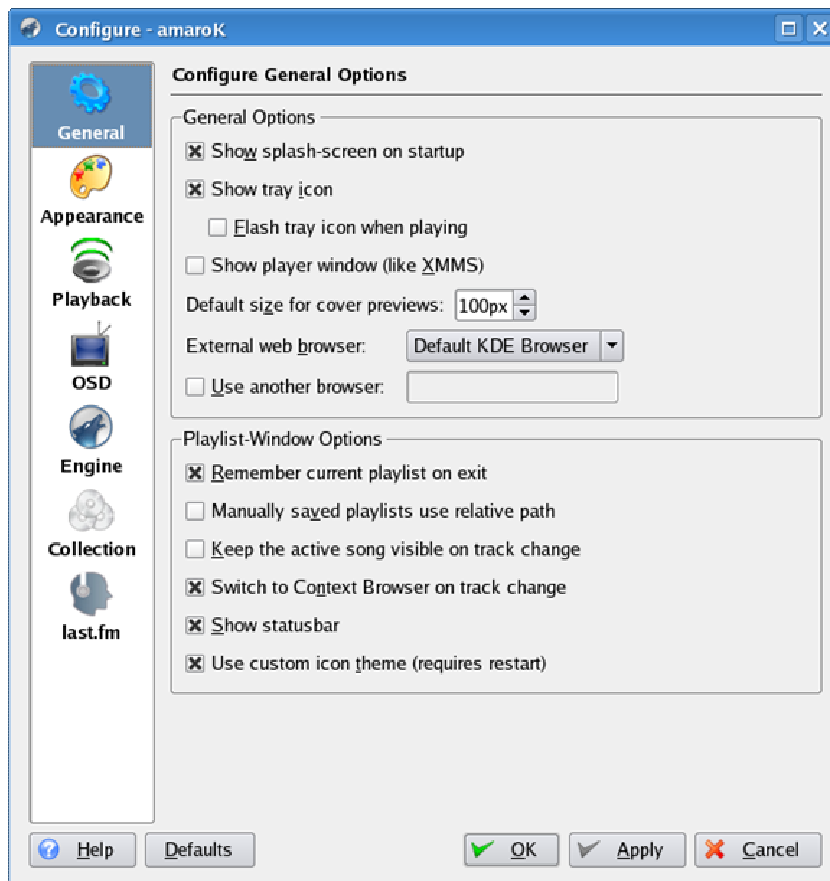 Configure - amaroK
General
Appearance
Playback
OSD
Engine
Collection
last.fm
Configure General Options
General Options
Show splash-screen on startup
Show tray icon
Flash tray icon when playing
Show player window (like XMMS)
Default size for cover previews: 100px
External web browser: Default KDE Browser
Use another browser:
Playlist-Window Options
Remember current playlist on exit
Manually saved playlists use relative path
Keep the active song visible on track change
Switch to Context Browser on track change
Show statusbar
Use custom icon theme (requires restart)
Help Defaults OK Apply Cancel